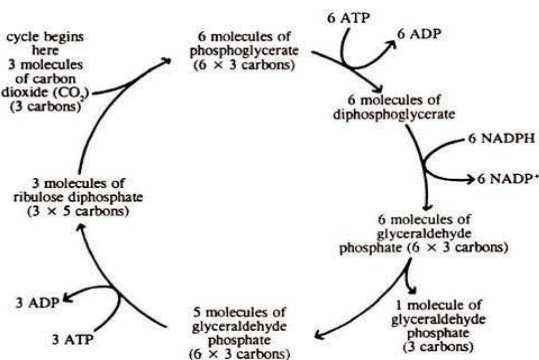 cycle begins
here
3 molecules
of carbon
dioxide (CO₂)
(3 carbons)
6 molecules of
phosphoglycerate
(6 × 3 carbons)
6 ATP
6 ADP
6 molecules of
diphosphoglycerate
6 NADPH
6 NADP⁺
6 molecules of
glyceraldehyde
phosphate (6 × 3 carbons)
1 molecule of
glyceraldehyde
phosphate
(3 carbons)
5 molecules of
glyceraldehyde
phosphate
(6 × 3 carbons)
3 ATP
3 ADP
3 molecules of
ribulose diphosphate
(3 × 5 carbons)